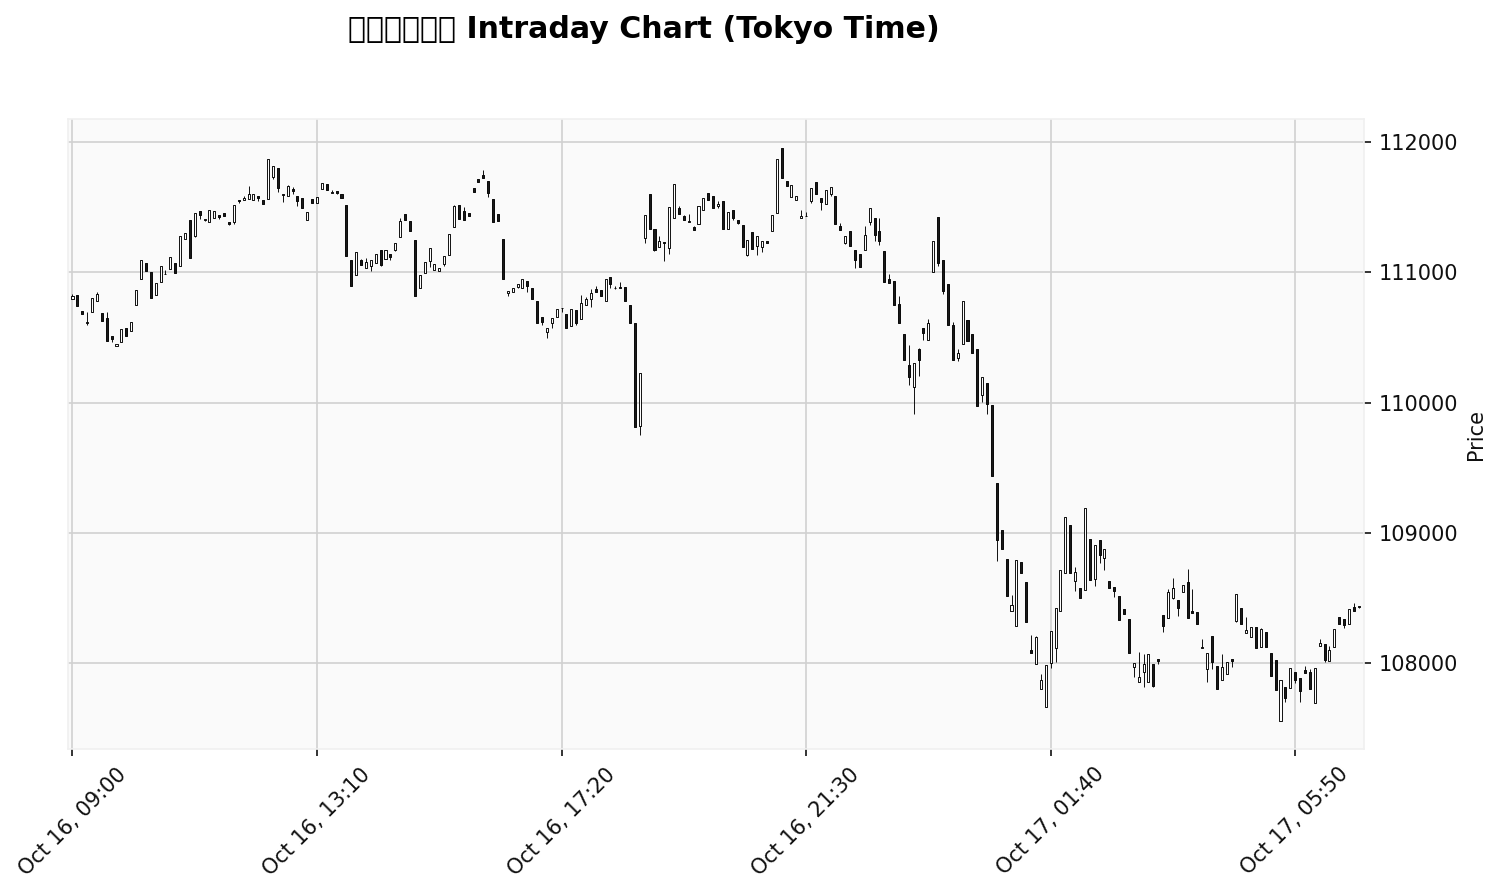 Intraday Chart (Tokyo Time)
112000
111000
110000
109000
108000
Price
Oct 16, 09:00
Oct 16, 13:10
Oct 16, 17:20
Oct 16, 21:30
Oct 17, 01:40
Oct 17, 05:50